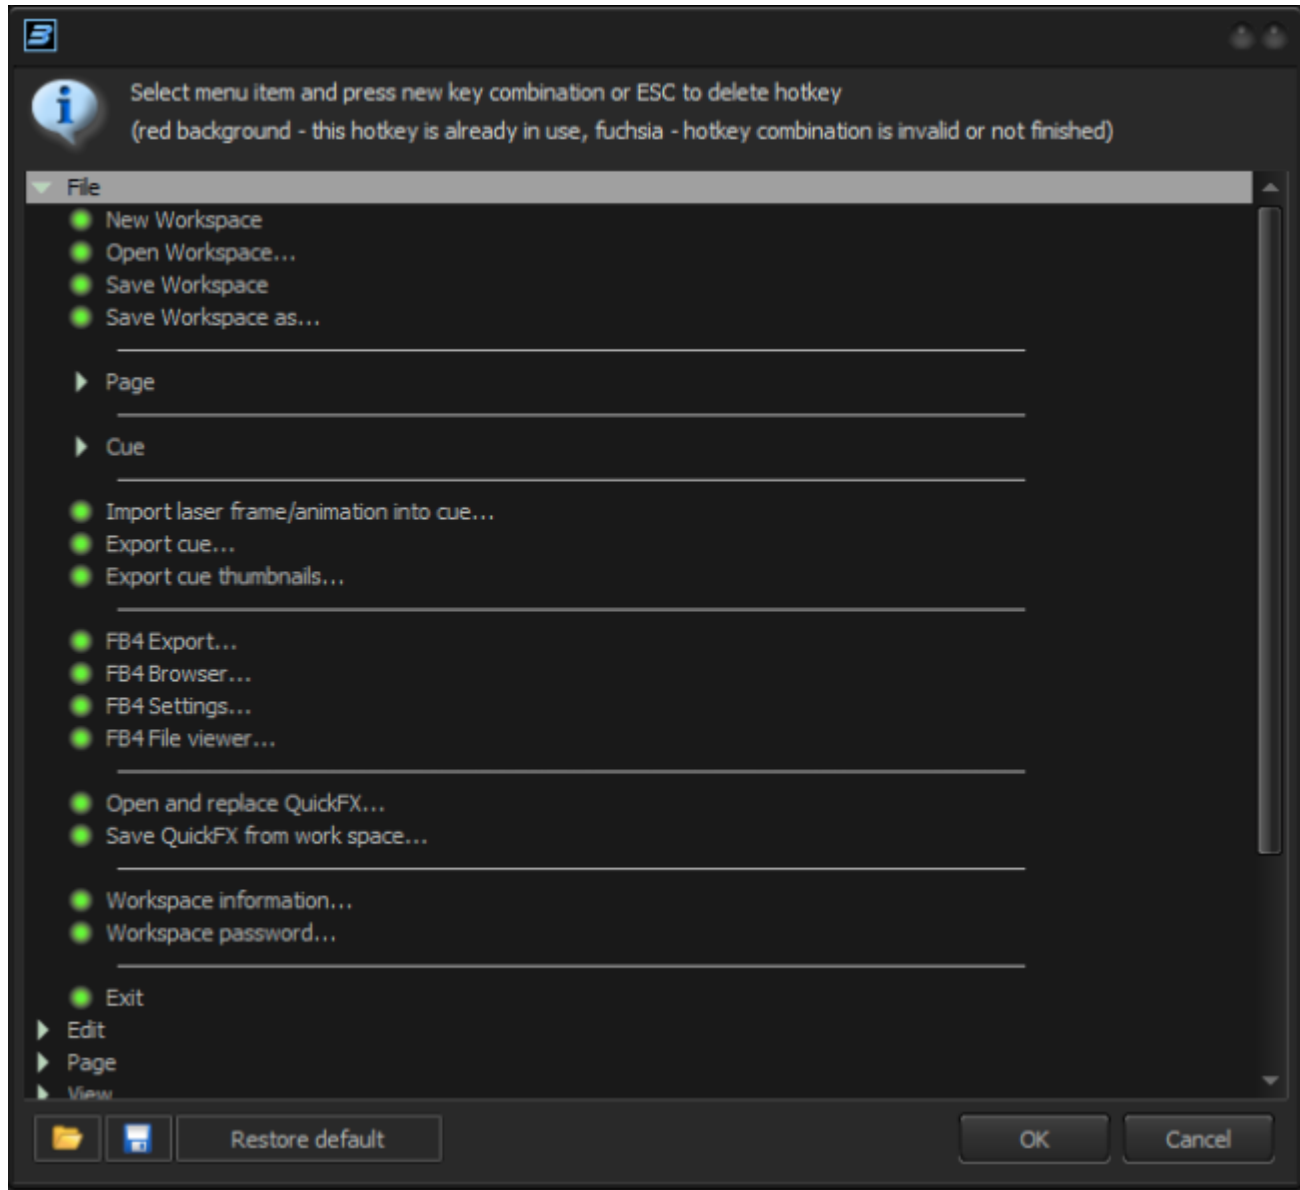 Select menu item and press new key combination or ESC to delete hotkey
(red background - this hotkey is already in use, fuchsia - hotkey combination is invalid or not finished)
File
New Workspace
Open Workspace...
Save Workspace
Save Workspace as...
Page
Cue
Import laser frame/animation into cue...
Export cue...
Export cue thumbnails...
FB4 Export...
FB4 Browser...
FB4 Settings...
FB4 File viewer...
Open and replace QuickFX...
Save QuickFX from work space...
Workspace information...
Workspace password...
Exit
Edit
Page
View
Restore default
OK
Cancel